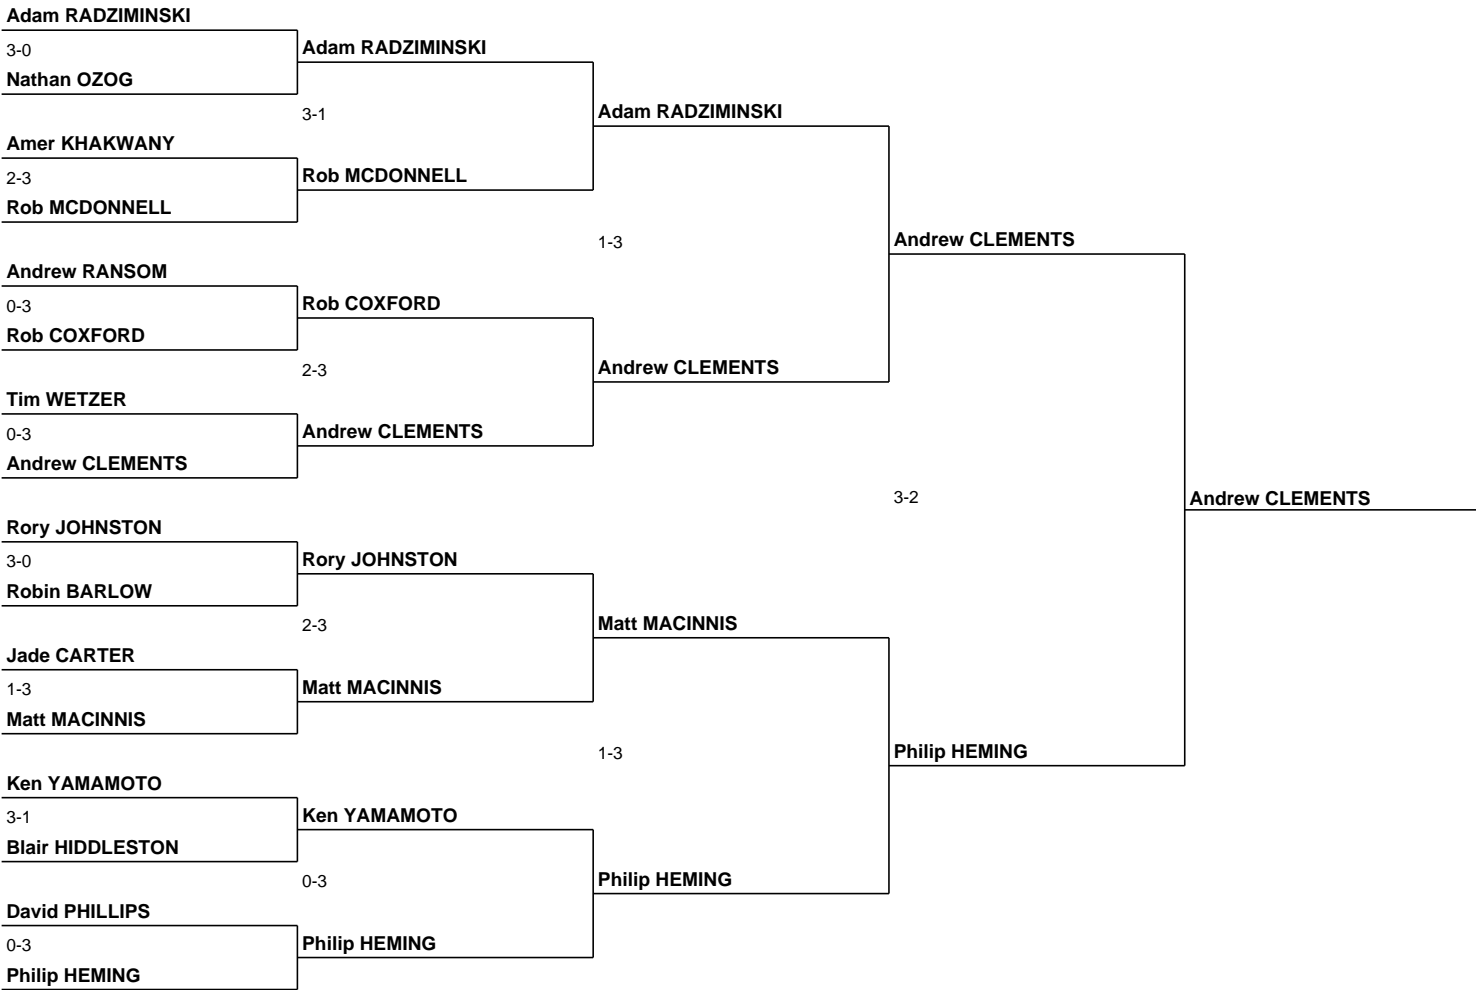 Adam RADZIMINSKI
3-0
Nathan OZOG
Amer KHAKWANY
2-3
Rob MCDONNELL
Andrew RANSOM
0-3
Rob COXFORD
Tim WETZER
0-3
Andrew CLEMENTS
Rory JOHNSTON
3-0
Robin BARLOW
Jade CARTER
1-3
Matt MACINNIS
Ken YAMAMOTO
3-1
Blair HIDDLESTON
David PHILLIPS
0-3
Philip HEMING
Adam RADZIMINSKI
3-1
Rob MCDONNELL
Rob COXFORD
2-3
Andrew CLEMENTS
Rory JOHNSTON
2-3
Matt MACINNIS
Ken YAMAMOTO
0-3
Philip HEMING
Adam RADZIMINSKI
1-3
Andrew CLEMENTS
Matt MACINNIS
1-3
Philip HEMING
Andrew CLEMENTS
3-2
Philip HEMING
Andrew CLEMENTS